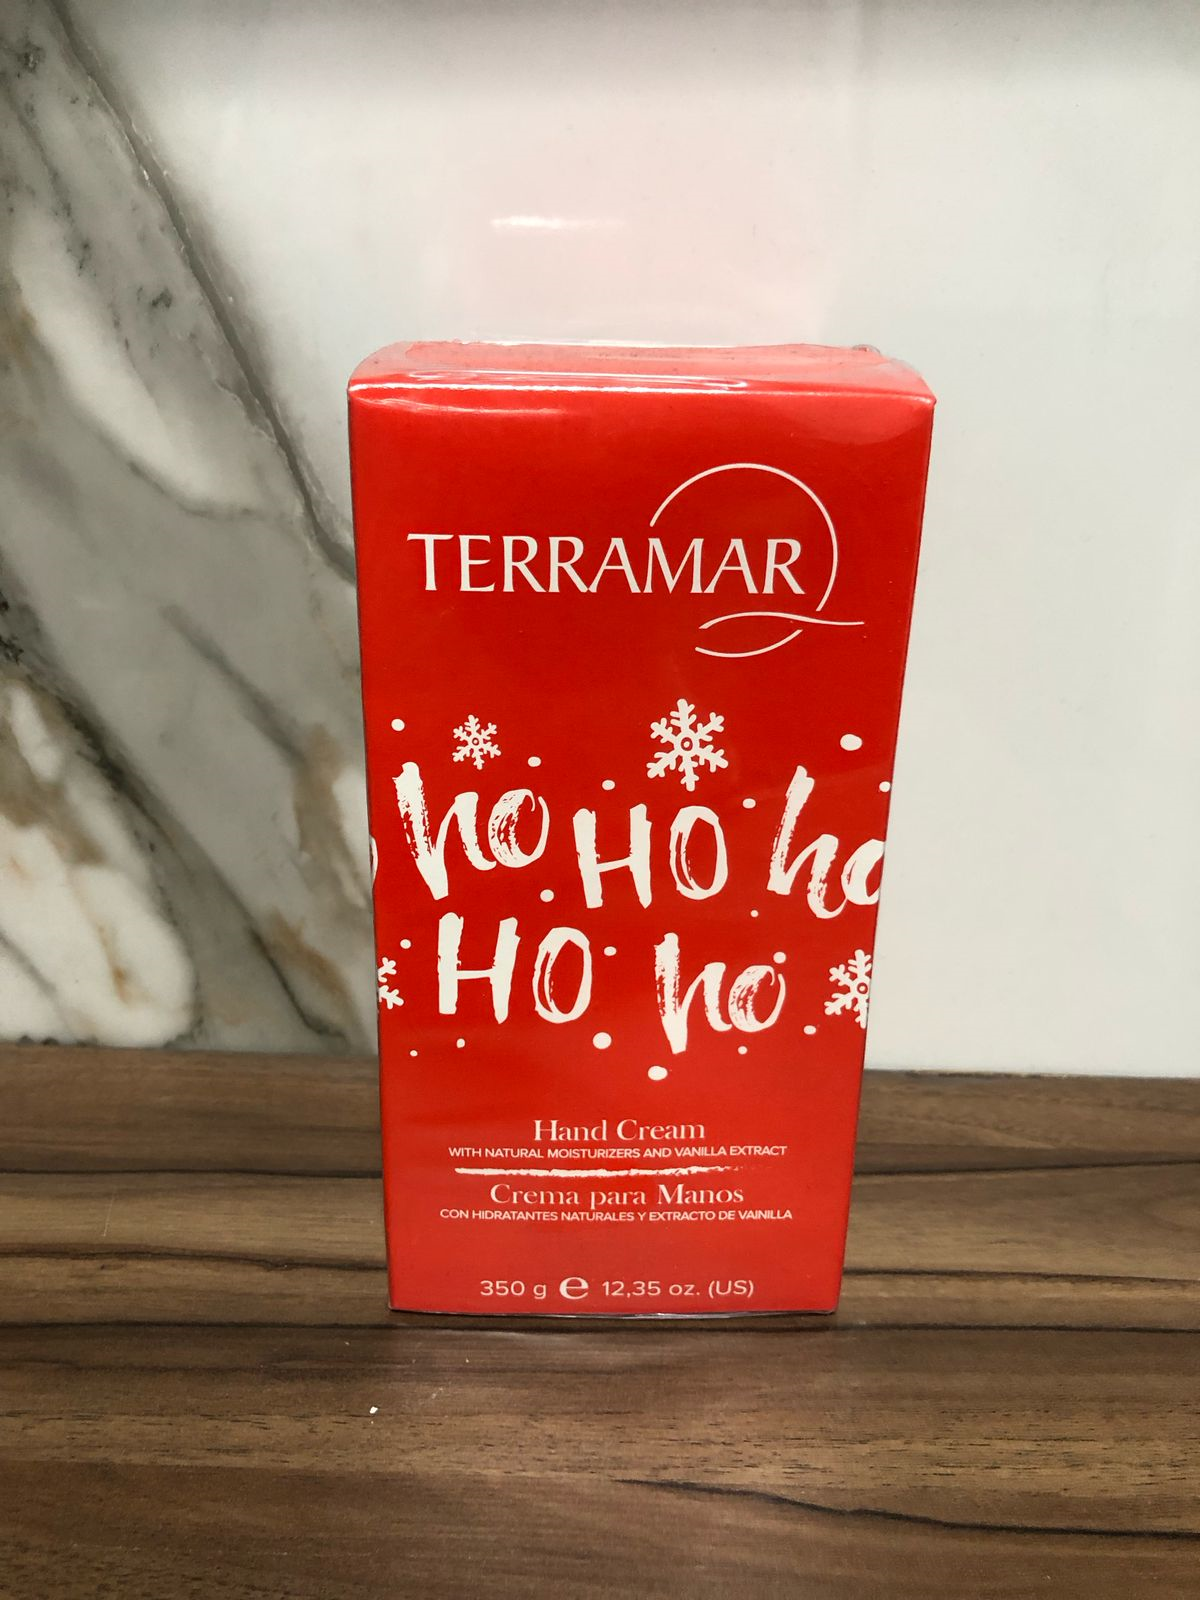 TERRAMAR
ho HO ho
HO ho
Hand Cream
WITH NATURAL MOISTURIZERS AND VANILLA EXTRACT
Crema para Manos
CON HIDRATANTES NATURALES Y EXTRACTO DE VAINILLA
350 g e 12,35 oz. (US)